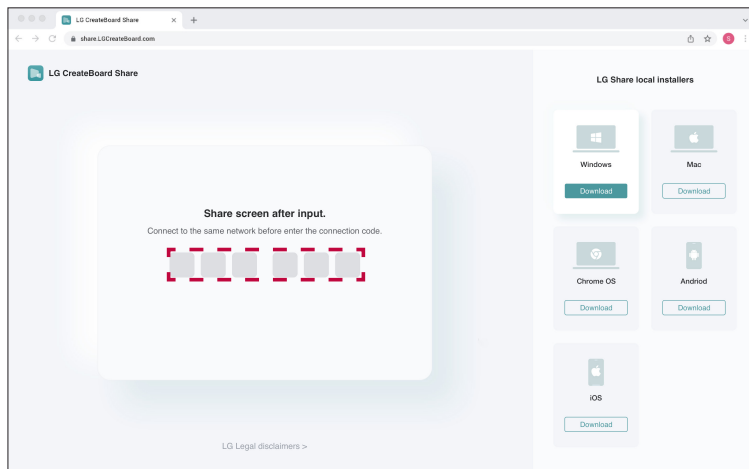 LG CreateBoard Share
share.LGCreateBoard.com
S
LG CreateBoard Share
Share screen after input.
Connect to the same network before enter the connection code.
LG Legal disclaimers >
LG Share local installers
Windows
Download
Mac
Download
Chrome OS
Download
Andriod
Download
iOS
Download